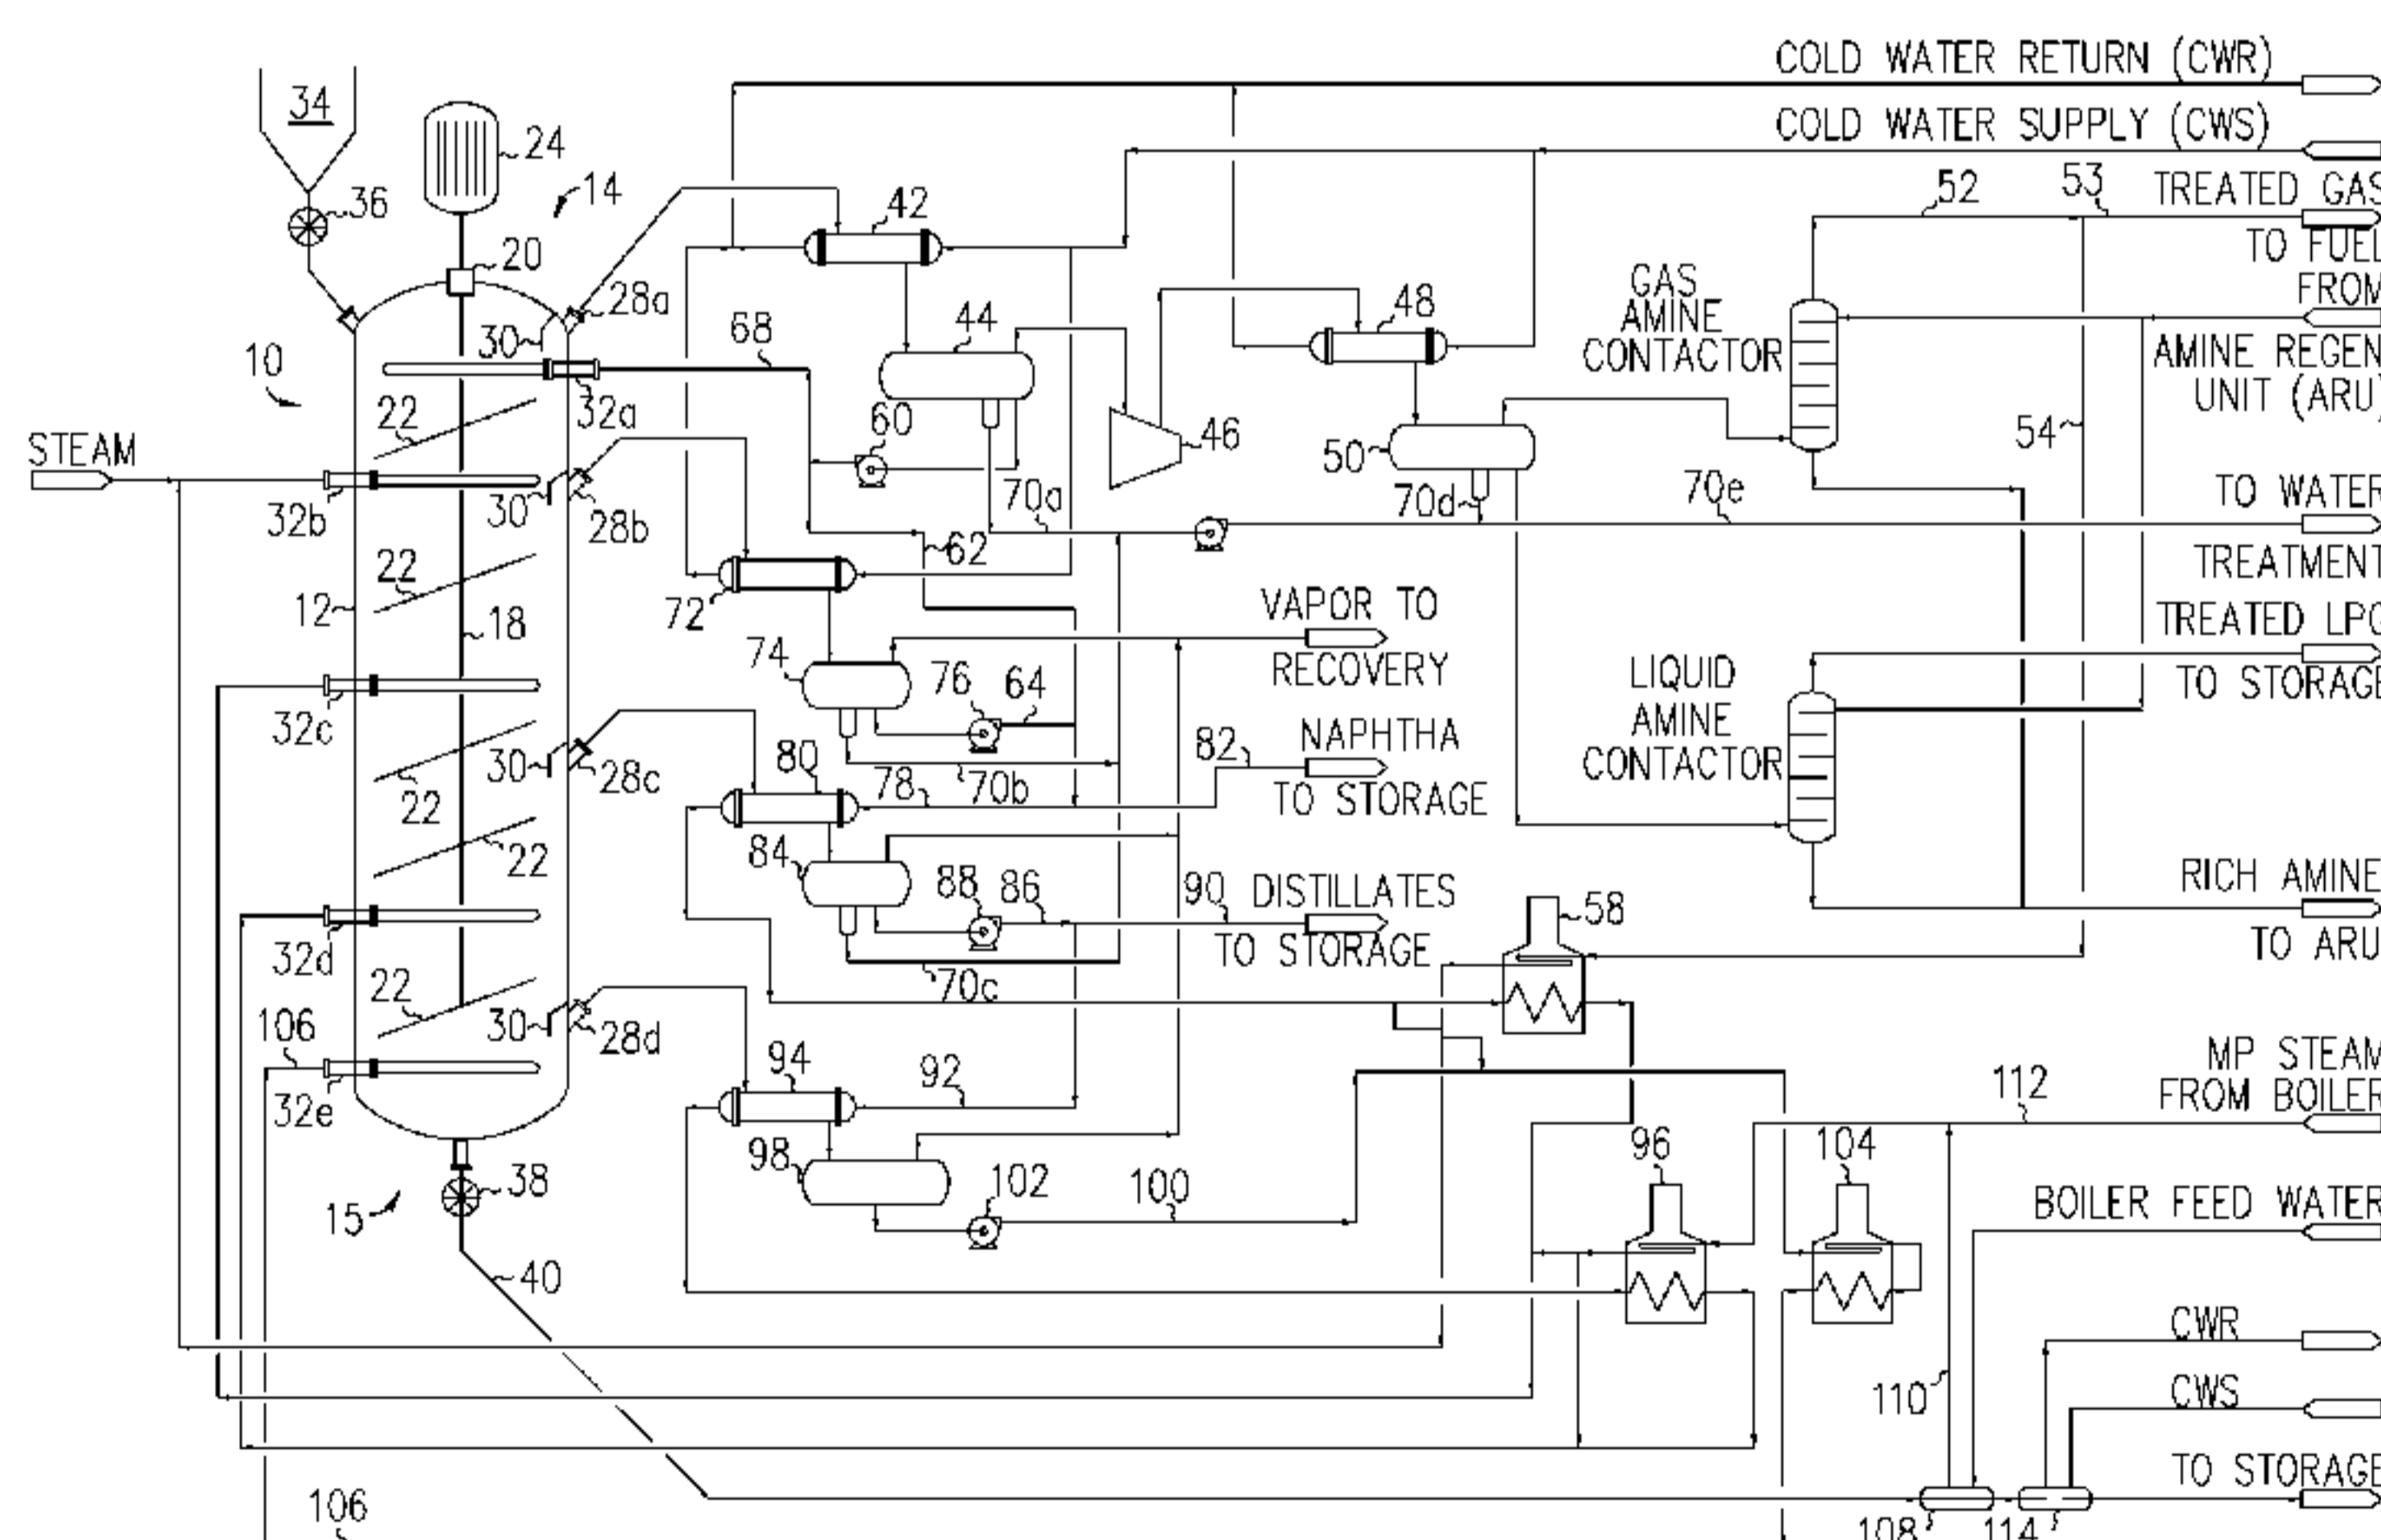 COLD WATER RETURN (CWR)
34
COLD WATER SUPPLY (CWS)
24
14
52
53
TREATED GAS
36
42
TO FUEL
20
GAS
FROM
28a
48
AMINE
30
68
44
CONTACTOR
AMINE REGEN
10
UNIT (ARU)
22
32a
60
54
STEAM
46
50
32b
30
28b
70a
70d
70e
TO WATER
62
TREATMENT
22
12
18
72
VAPOR TO
TREATED LPG
74
76
64
RECOVERY
LIQUID
TO STORAGE
32c
AMINE
30
28c
80
82
NAPHTHA
CONTACTOR
22
78
70b
TO STORAGE
22
84
88
86
90
DISTILLATES
RICH AMINE
58
32d
TO STORAGE
TO ARU
22
70c
106
30
28d
MP STEAM
94
92
112
FROM BOILER
32e
98
96
104
38
102
100
BOILER FEED WATER
15
40
CWR
110
CWS
TO STORAGE
106
108
114